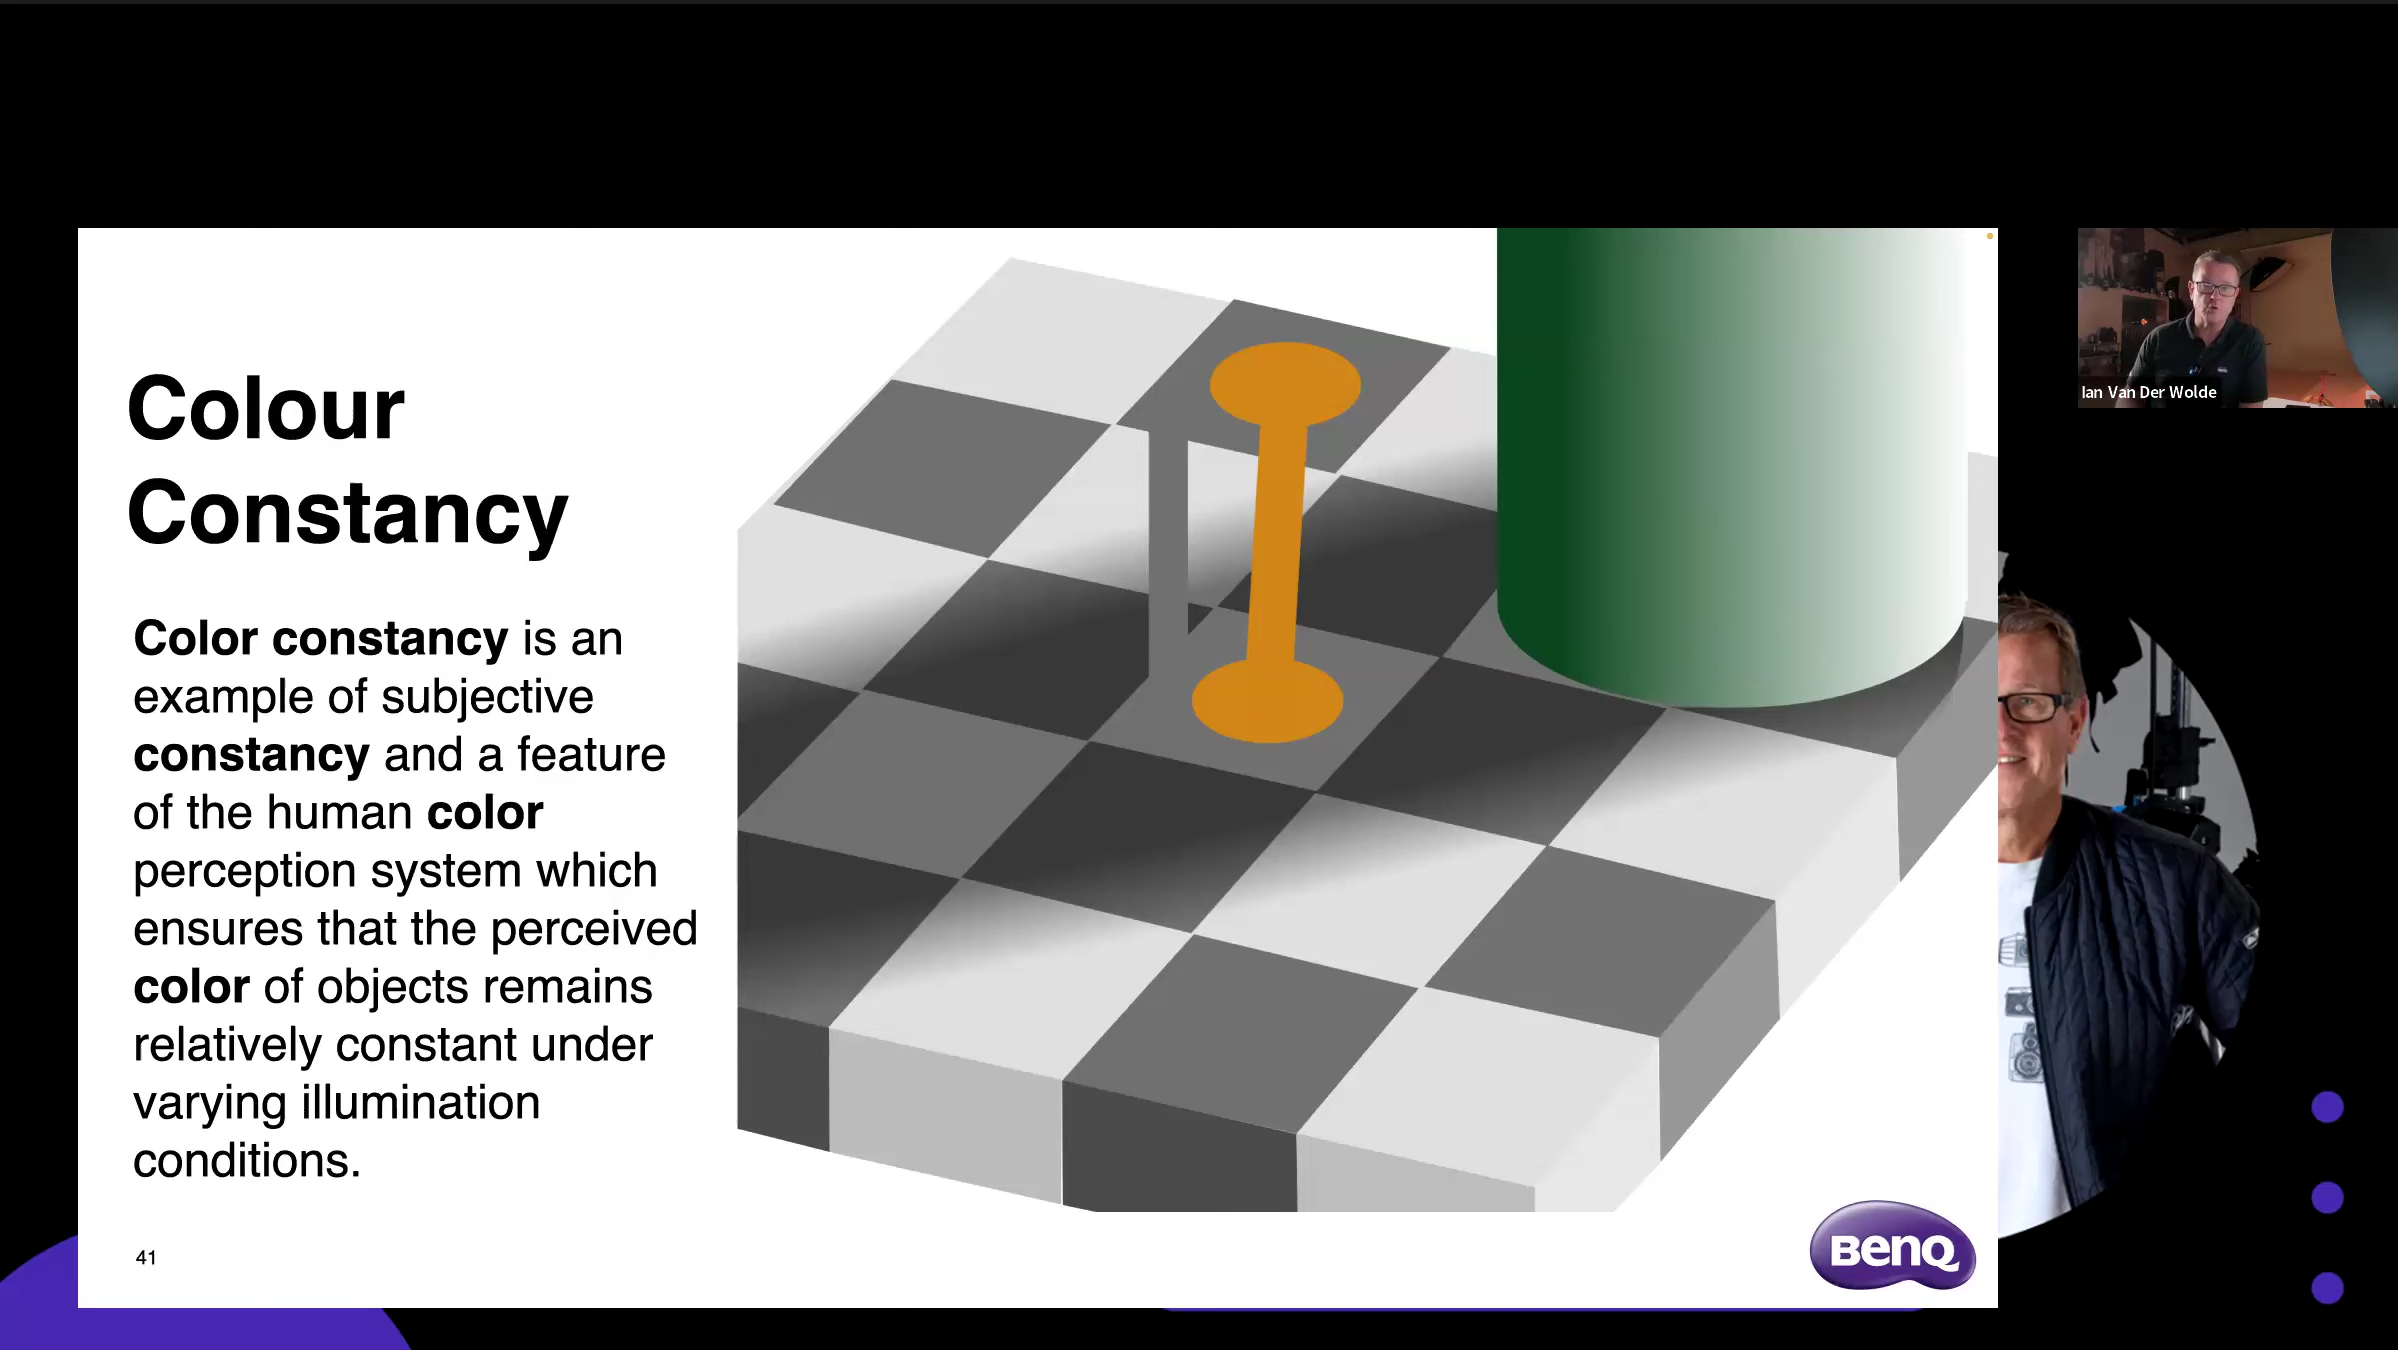 Colour
Constancy
Color constancy is an
example of subjective
constancy and a feature
of the human color
perception system which
ensures that the perceived
color of objects remains
relatively constant under
varying illumination
conditions.
41
BenQ
Ian Van Der Wolde